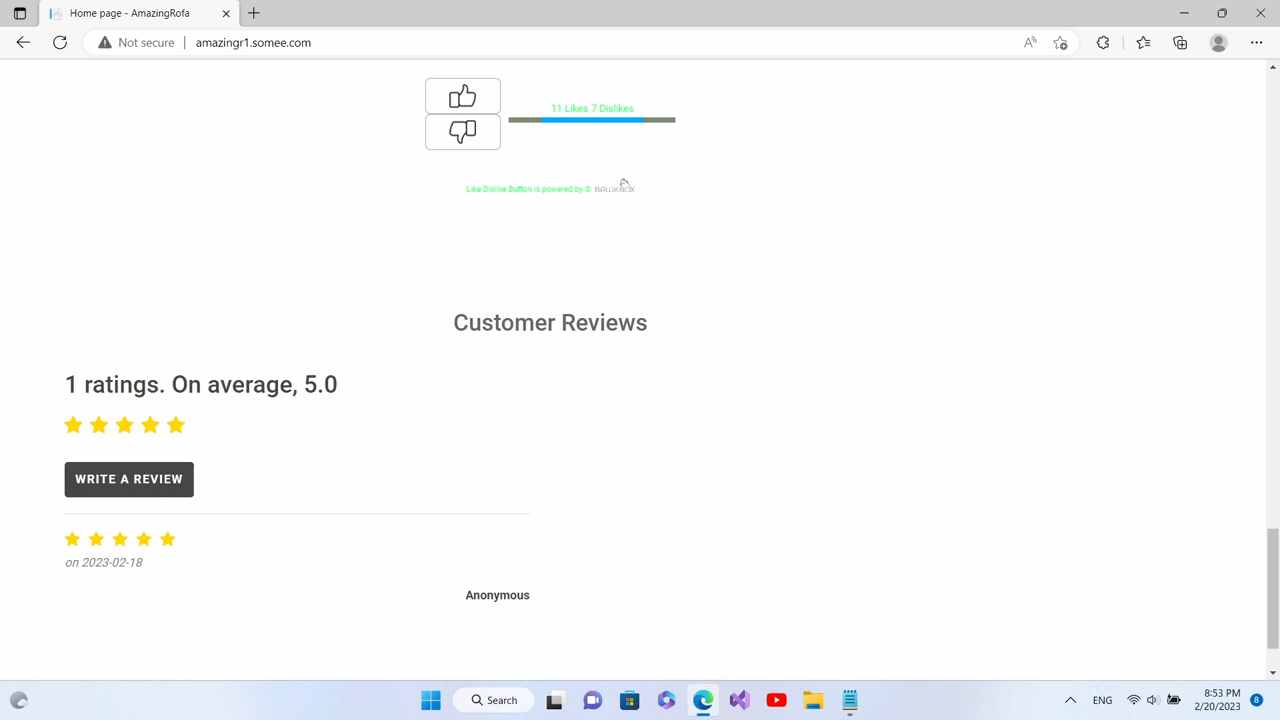 Home page - AmazingRofa
Not secure
amazingr1.somee.com
11 Likes 7 Dislikes
Like Dislike Button is powered by © BAWKBOX
Customer Reviews
1 ratings. On average, 5.0
WRITE A REVIEW
on 2023-02-18
Anonymous
Search
ENG
8:53 PM
2/20/2023
8